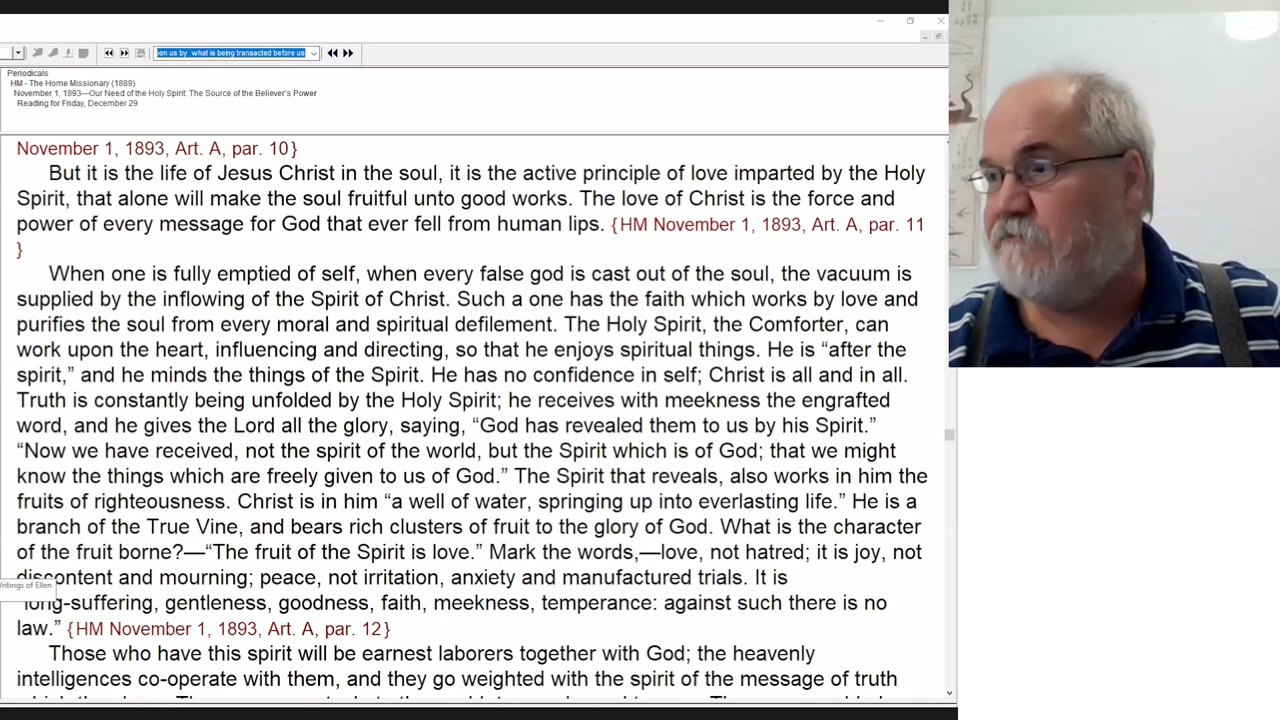 on us by what is being transacted before us
Periodicals
HM - The Home Missionary (1889)
November 1, 1893—Our Need of the Holy Spirit: The Source of the Believer's Power
Reading for Friday, December 29
November 1, 1893, Art. A, par. 10}
But it is the life of Jesus Christ in the soul, it is the active principle of love imparted by the Holy
Spirit, that alone will make the soul fruitful unto good works. The love of Christ is the force and
power of every message for God that ever fell from human lips. {HM November 1, 1893, Art. A, par. 11
}
When one is fully emptied of self, when every false god is cast out of the soul, the vacuum is
supplied by the inflowing of the Spirit of Christ. Such a one has the faith which works by love and
purifies the soul from every moral and spiritual defilement. The Holy Spirit, the Comforter, can
work upon the heart, influencing and directing, so that he enjoys spiritual things. He is “after the
spirit,” and he minds the things of the Spirit. He has no confidence in self; Christ is all and in all.
Truth is constantly being unfolded by the Holy Spirit; he receives with meekness the engrafted
word, and he gives the Lord all the glory, saying, “God has revealed them to us by his Spirit.”
“Now we have received, not the spirit of the world, but the Spirit which is of God; that we might
know the things which are freely given to us of God.” The Spirit that reveals, also works in him the
fruits of righteousness. Christ is in him “a well of water, springing up into everlasting life.” He is a
branch of the True Vine, and bears rich clusters of fruit to the glory of God. What is the character
of the fruit borne?—“The fruit of the Spirit is love.” Mark the words,—love, not hatred; it is joy, not
discontent and mourning; peace, not irritation, anxiety and manufactured trials. It is
Writings of Ellen
long-suffering, gentleness, goodness, faith, meekness, temperance: against such there is no
law.” {HM November 1, 1893, Art. A, par. 12}
Those who have this spirit will be earnest laborers together with God; the heavenly
intelligences co-operate with them, and they go weighted with the spirit of the message of truth